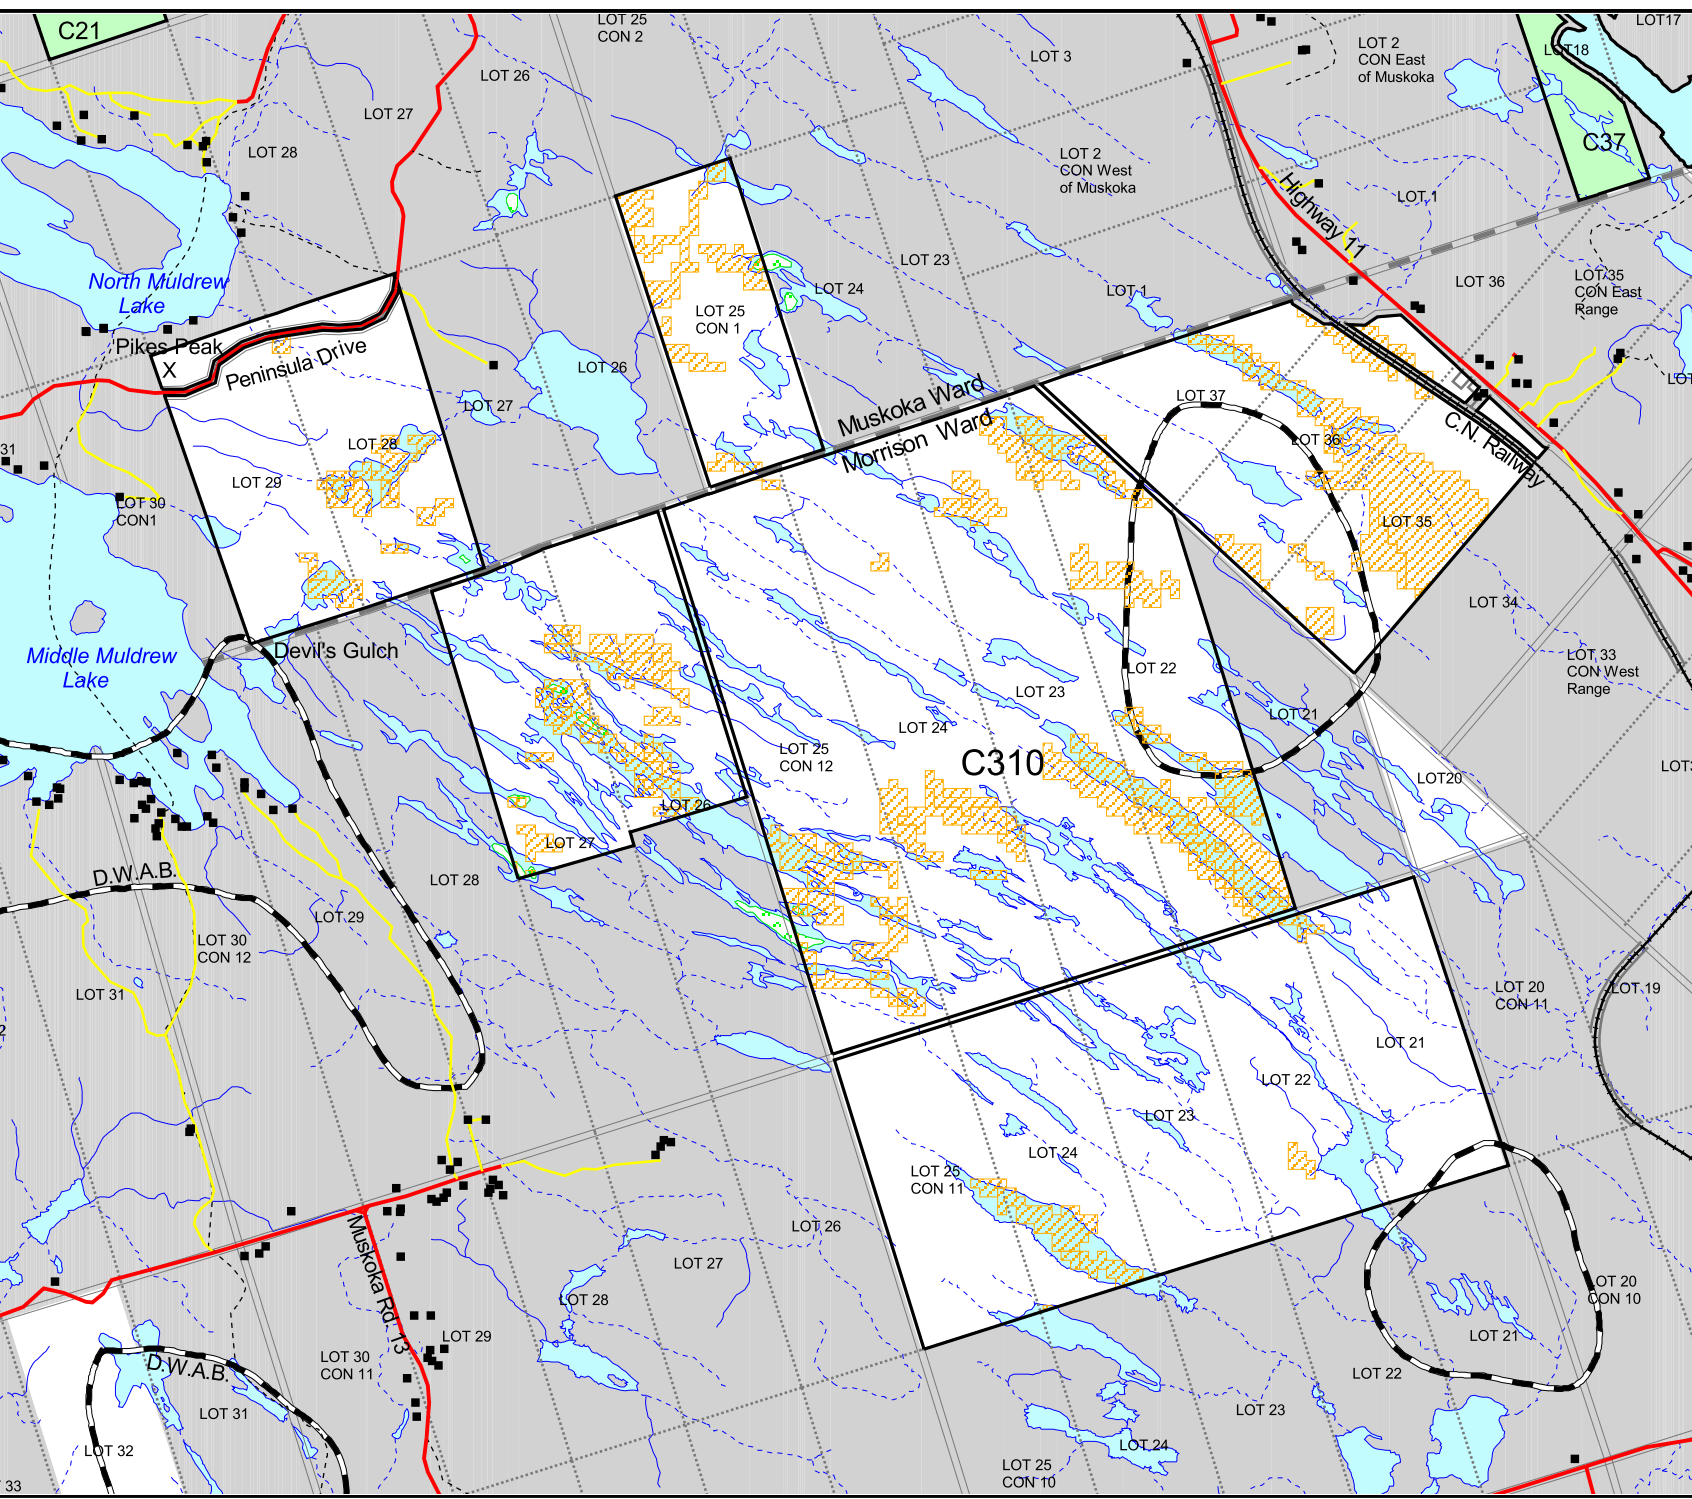 C21
LOT 25
CON 2
LOT 26
LOT 3
LOT 2
CON East
of Muskoka
LOT18
LOT17
LOT 27
LOT 28
LOT 2
CON West
of Muskoka
C37
Highway 11
LOT 1
LOT 23
North Muldrew
Lake
LOT 24
LOT 1
LOT 36
LOT 35
CON East
Range
LOT 25
CON 1
Pikes Peak
X
Peninsula Drive
LOT 26
LOT 27
Muskoka Ward
Morrison Ward
LOT 37
LOT 36
C.N. Railway
LOT 28
LOT 29
31
LOT 30
CON1
LOT 35
LOT 34
Devil's Gulch
Middle Muldrew
Lake
LOT 33
CON West
Range
LOT 22
LOT 23
LOT 24
LOT 21
LOT 25
CON 12
C310
LOT20
LOT 26
LOT 27
D.W.A.B.
LOT 28
LOT 29
LOT 30
CON 12
LOT 31
LOT 20
CON 11
LOT 19
LOT 21
LOT 22
LOT 23
LOT 24
LOT 25
CON 11
LOT 26
LOT 27
LOT 28
Muskoka Rd. 13
LOT 29
LOT 30
CON 11
D.W.A.B.
LOT 31
LOT 32
33
OT 20
CON 10
LOT 21
LOT 22
LOT 23
LOT 24
LOT 25
CON 10